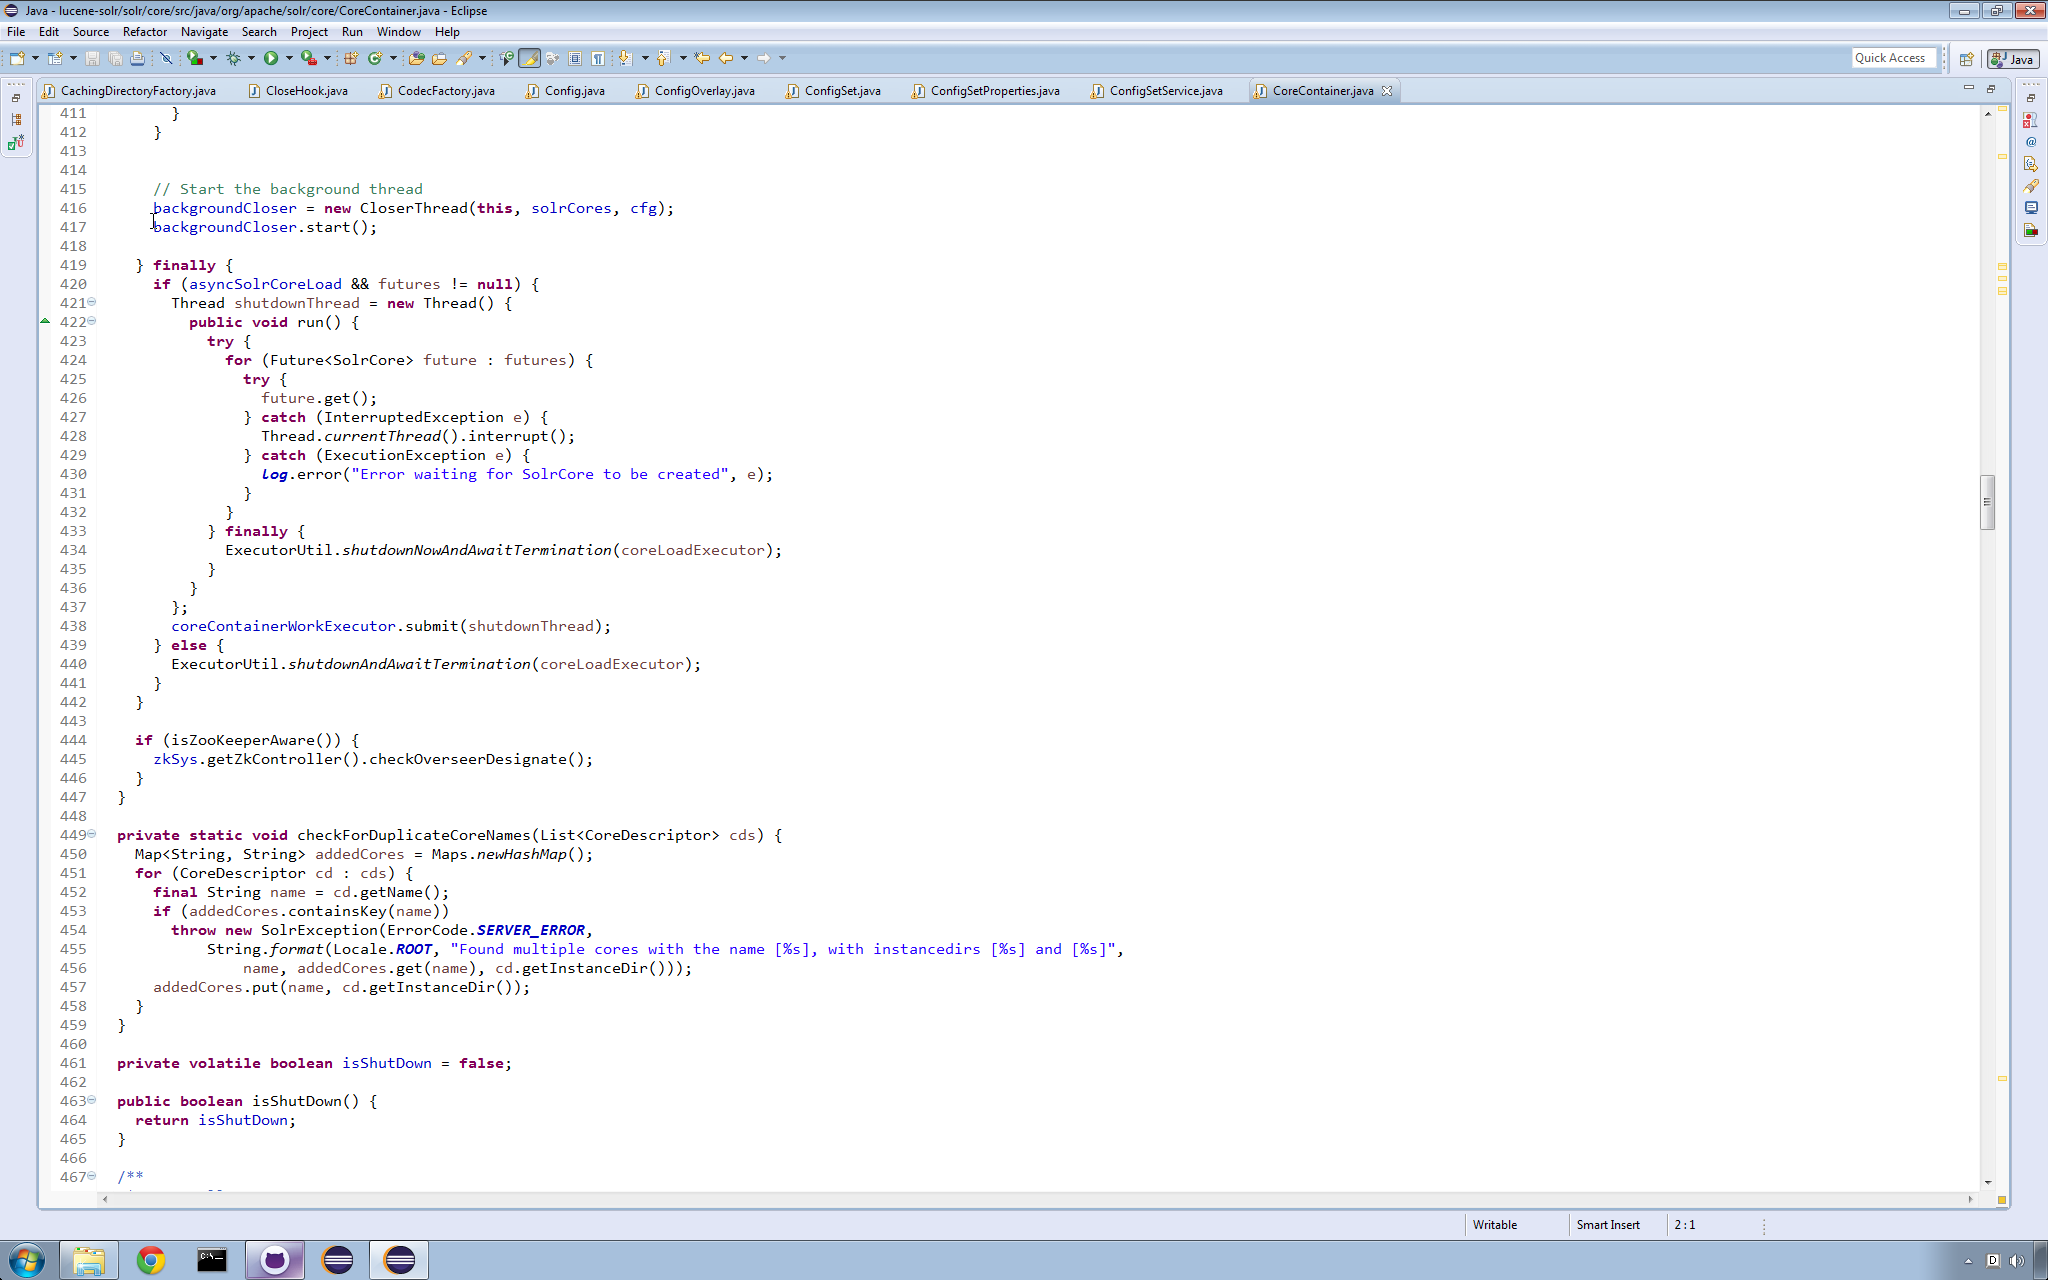 Java - lucene-solr/solr/core/src/java/org/apache/solr/core/CoreContainer.java - Eclipse
File Edit Source Refactor Navigate Search Project Run Window Help
Quick Access Java
CachingDirectoryFactory.java CloseHook.java CodecFactory.java Config.java ConfigOverlay.java ConfigSet.java ConfigSetProperties.java ConfigSetService.java CoreContainer.java
411 }
412 }
413
414
415 // Start the background thread
416 backgroundCloser = new CloserThread(this, solrCores, cfg);
417 backgroundCloser.start();
418
419 } finally {
420 if (asyncSolrCoreLoad && futures != null) {
421 Thread shutdownThread = new Thread() {
422 public void run() {
423 try {
424 for (Future<SolrCore> future : futures) {
425 try {
426 future.get();
427 } catch (InterruptedException e) {
428 Thread.currentThread().interrupt();
429 } catch (ExecutionException e) {
430 log.error("Error waiting for SolrCore to be created", e);
431 }
432 }
433 } finally {
434 ExecutorUtil.shutdownNowAndAwaitTermination(coreLoadExecutor);
435 }
436 }
437 };
438 coreContainerWorkExecutor.submit(shutdownThread);
439 } else {
440 ExecutorUtil.shutdownAndAwaitTermination(coreLoadExecutor);
441 }
442 }
443
444 if (isZooKeeperAware()) {
445 zkSys.getZkController().checkOverseerDesignate();
446 }
447 }
448
449 private static void checkForDuplicateCoreNames(List<CoreDescriptor> cds) {
450 Map<String, String> addedCores = Maps.newHashMap();
451 for (CoreDescriptor cd : cds) {
452 final String name = cd.getName();
453 if (addedCores.containsKey(name))
454 throw new SolrException(ErrorCode.SERVER_ERROR,
455 String.format(Locale.ROOT, "Found multiple cores with the name [%s], with instancedirs [%s] and [%s]",
456 name, addedCores.get(name), cd.getInstanceDir()));
457 addedCores.put(name, cd.getInstanceDir());
458 }
459 }
460
461 private volatile boolean isShutDown = false;
462
463 public boolean isShutDown() {
464 return isShutDown;
465 }
466
467 /**
Writable Smart Insert 2 : 1